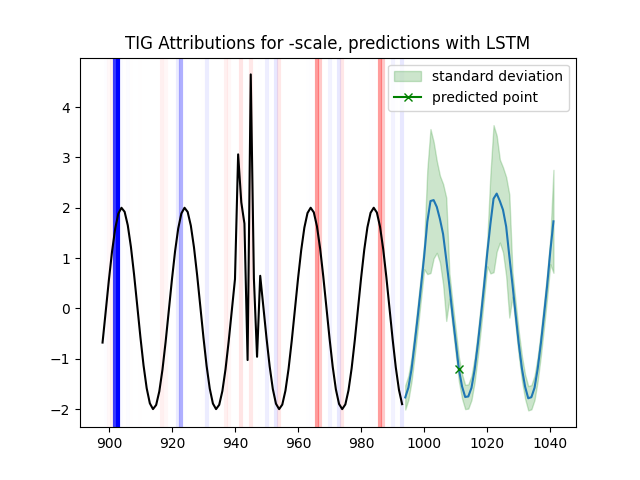 TIG Attributions for -scale, predictions with LSTM
standard deviation
predicted point
4
3
2
1
0
−1
−2
900 920 940 960 980 1000 1020 1040